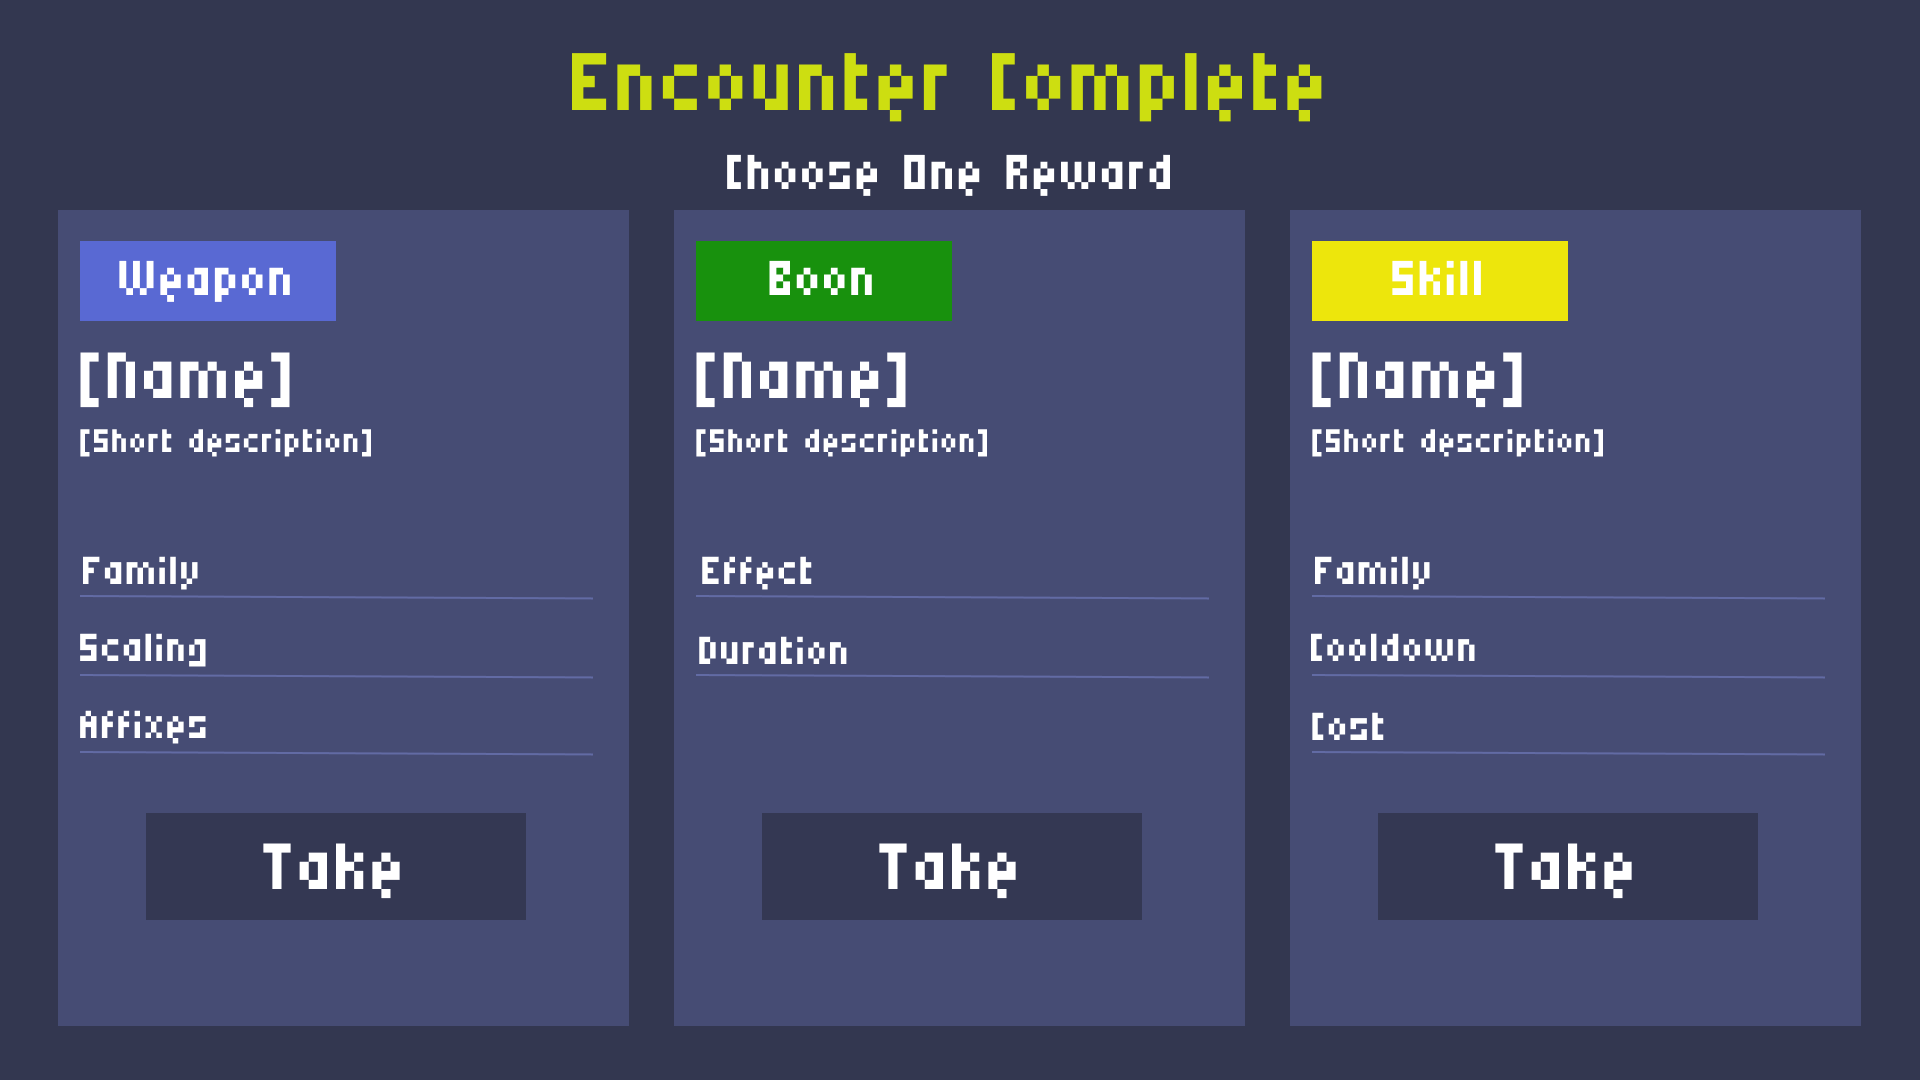 Encounter Complete
Choose One Reward
Weapon
[Name]
[Short description]
Family
Scaling
Affixes
Take
Boon
[Name]
[Short description]
Effect
Duration
Take
Skill
[Name]
[Short description]
Family
Cooldown
Cost
Take